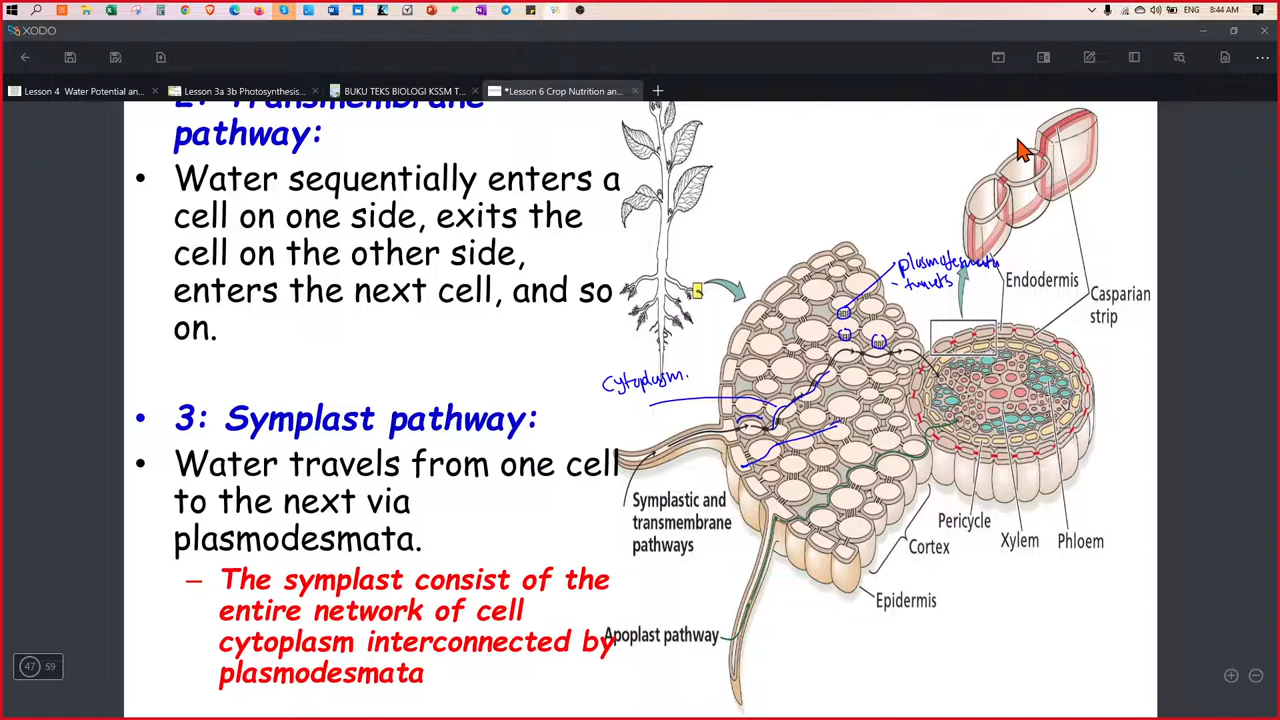 ENG
8:44 AM
XODO
Lesson 4 Water Potential an...
Lesson 3a 3b Photosynthesis...
BUKU TEKS BIOLOGI KSSM T...
*Lesson 6 Crop Nutrition an...
2: Transmembrane
pathway:
• Water sequentially enters a
cell on one side, exits the
cell on the other side,
enters the next cell, and so
on.
• 3: Symplast pathway:
• Water travels from one cell
to the next via
plasmodesmata.
– The symplast consist of the
entire network of cell
cytoplasm interconnected by
plasmodesmata
- tunnels
Cytoplasm.
Endodermis
Casparian
strip
Symplastic and
transmembrane
pathways
Pericycle
Xylem
Phloem
Cortex
Epidermis
Apoplast pathway
47 59